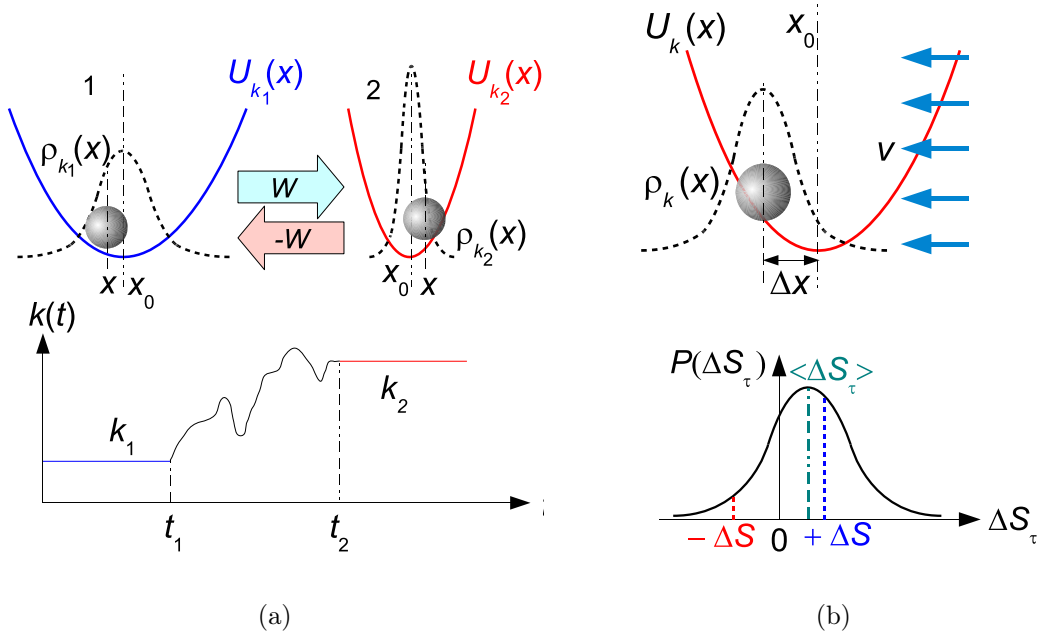 1
U_{k_1}(x)
ρ_{k_1}(x)
x
x_0
W
-W
2
U_{k_2}(x)
ρ_{k_2}(x)
x_0
x
k(t)
k_1
k_2
t_1
t_2
(a)
U_k(x)
x_0
v
ρ_k(x)
Δx
P(ΔS_τ)
<ΔS_τ>
ΔS_τ
− ΔS
0
+ ΔS
(b)